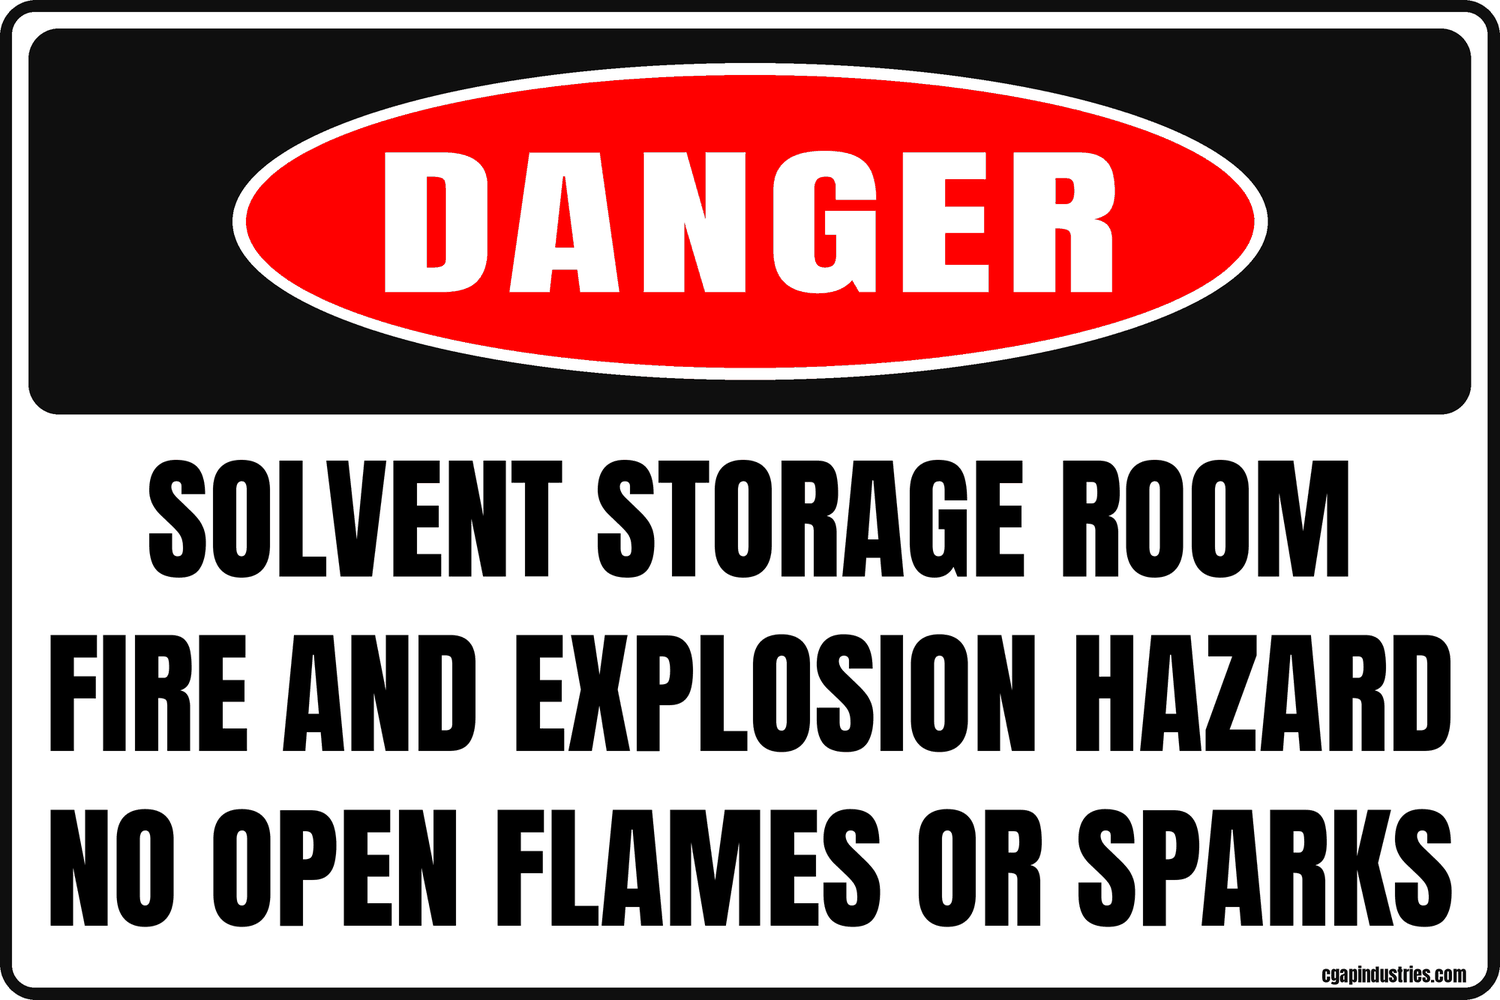 DANGER
SOLVENT STORAGE ROOM
FIRE AND EXPLOSION HAZARD
NO OPEN FLAMES OR SPARKS
cgapindustries.com